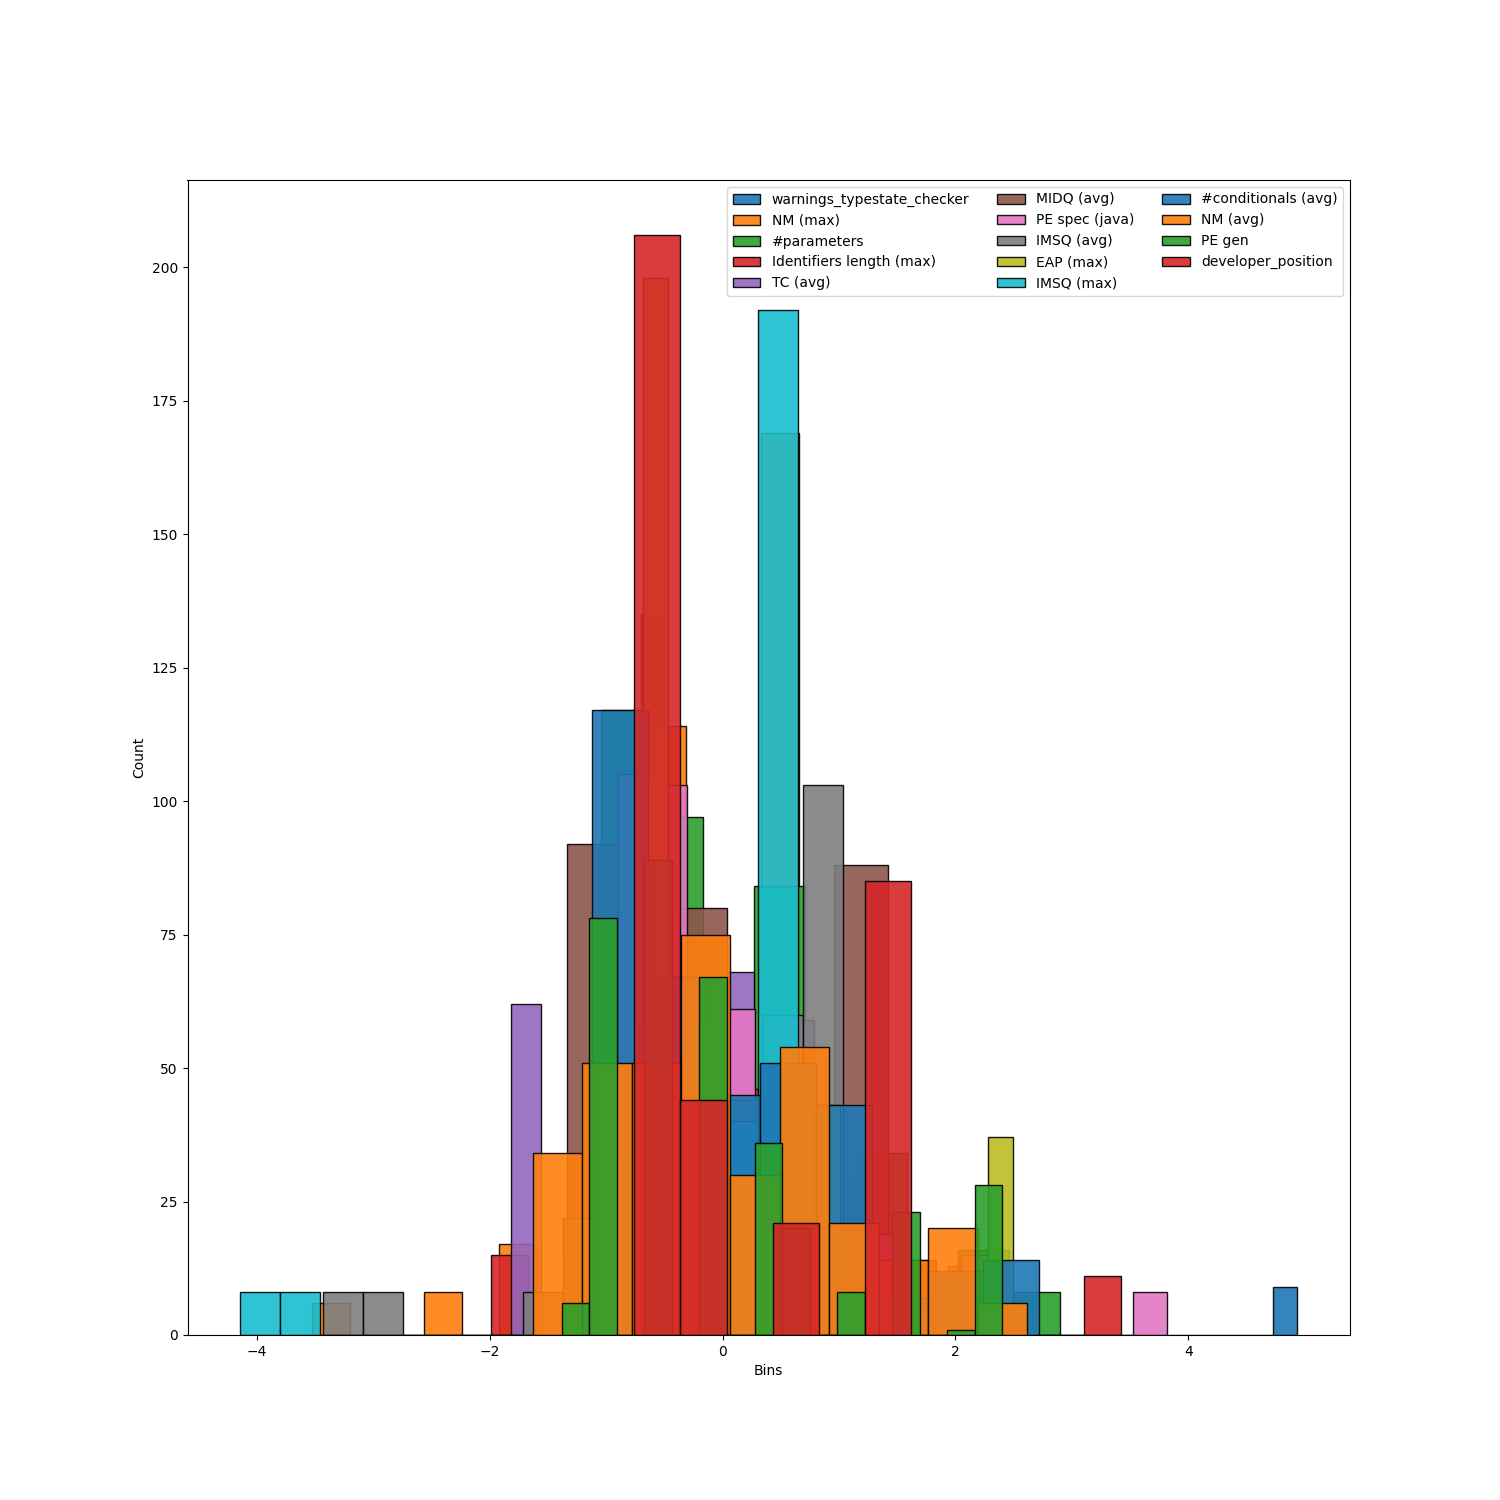 warnings_typestate_checker
NM (max)
#parameters
Identifiers length (max)
TC (avg)
MIDQ (avg)
PE spec (java)
IMSQ (avg)
EAP (max)
IMSQ (max)
#conditionals (avg)
NM (avg)
PE gen
developer_position
200
175
150
125
100
75
50
25
0
Count
−4
−2
0
2
4
Bins